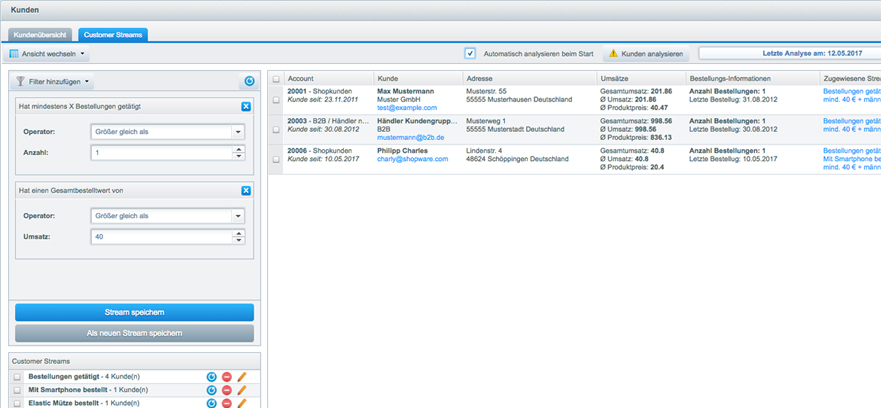 Kunden
Kundenübersicht Customer Streams
Ansicht wechseln Automatisch analysieren beim Start Kunden analysieren Letzte Analyse am: 12.05.2017
Filter hinzufügen
Hat mindestens X Bestellungen getätigt
Operator: Größer gleich als
Anzahl: 1
Hat einen Gesamtbestellwert von
Operator: Größer gleich als
Umsatz: 40
Stream speichern
Als neuen Stream speichern
Customer Streams
Bestellungen getätigt - 4 Kunde(n)
Mit Smartphone bestellt - 1 Kunde(n)
Elastic Mütze bestellt - 1 Kunde(n)
Account Kunde Adresse Umsätze Bestellungs-Informationen Zugewiesene Strea
20001 - Shopkunden Max Mustermann Musterstr. 55 Gesamtumsatz: 201.86 Anzahl Bestellungen: 1 Bestellungen getät
Kunde seit: 23.11.2011 Muster GmbH 55555 Musterhausen Deutschland Ø Umsatz: 201.86 Letzte Bestellung: 31.08.2012 mind. 40 € + männ
test@example.com Ø Produktpreis: 40.47
20003 - B2B / Händler n... Händler Kundengrupp... Musterweg 1 Gesamtumsatz: 998.56 Anzahl Bestellungen: 1 Bestellungen getät
Kunde seit: 30.08.2012 B2B 55555 Musterstadt Deutschland Ø Umsatz: 998.56 Letzte Bestellung: 30.08.2012 mind. 40 € + männ
mustermann@b2b.de Ø Produktpreis: 836.13
20006 - Shopkunden Philipp Charles Lindenstr. 4 Gesamtumsatz: 40.8 Anzahl Bestellungen: 1 Bestellungen getät
Kunde seit: 10.05.2017 charly@shopware.com 48624 Schöppingen Deutschland Ø Umsatz: 40.8 Letzte Bestellung: 10.05.2017 Mit Smartphone be
Ø Produktpreis: 20.4 mind. 40 € + männ